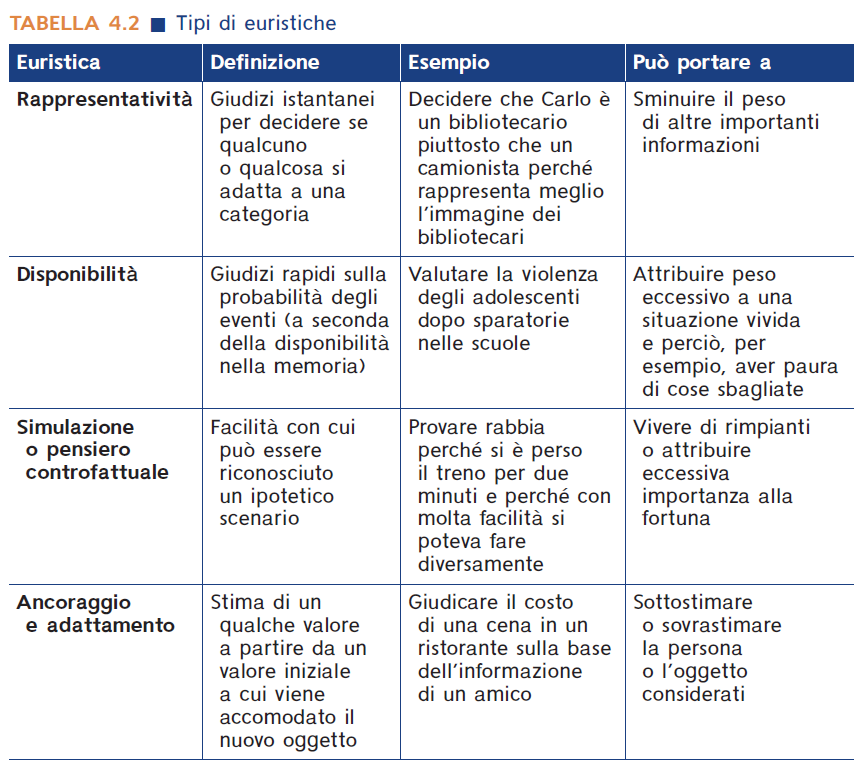 TABELLA 4.2 ■ Tipi di euristiche
Euristica Definizione Esempio Può portare a
Rappresentatività
Giudizi istantanei
per decidere se
qualcuno
o qualcosa si
adatta a una
categoria
Decidere che Carlo è
un bibliotecario
piuttosto che un
camionista perché
rappresenta meglio
l'immagine dei
bibliotecari
Sminuire il peso
di altre importanti
informazioni
Disponibilità
Giudizi rapidi sulla
probabilità degli
eventi (a seconda
della disponibilità
nella memoria)
Valutare la violenza
degli adolescenti
dopo sparatorie
nelle scuole
Attribuire peso
eccessivo a una
situazione vivida
e perciò, per
esempio, aver paura
di cose sbagliate
Simulazione
o pensiero
controfattuale
Facilità con cui
può essere
riconosciuto
un ipotetico
scenario
Provare rabbia
perché si è perso
il treno per due
minuti e perché con
molta facilità si
poteva fare
diversamente
Vivere di rimpianti
o attribuire
eccessiva
importanza alla
fortuna
Ancoraggio
e adattamento
Stima di un
qualche valore
a partire da un
valore iniziale
a cui viene
accomodato il
nuovo oggetto
Giudicare il costo
di una cena in un
ristorante sulla base
dell'informazione
di un amico
Sottostimare
o sovrastimare
la persona
o l'oggetto
considerati